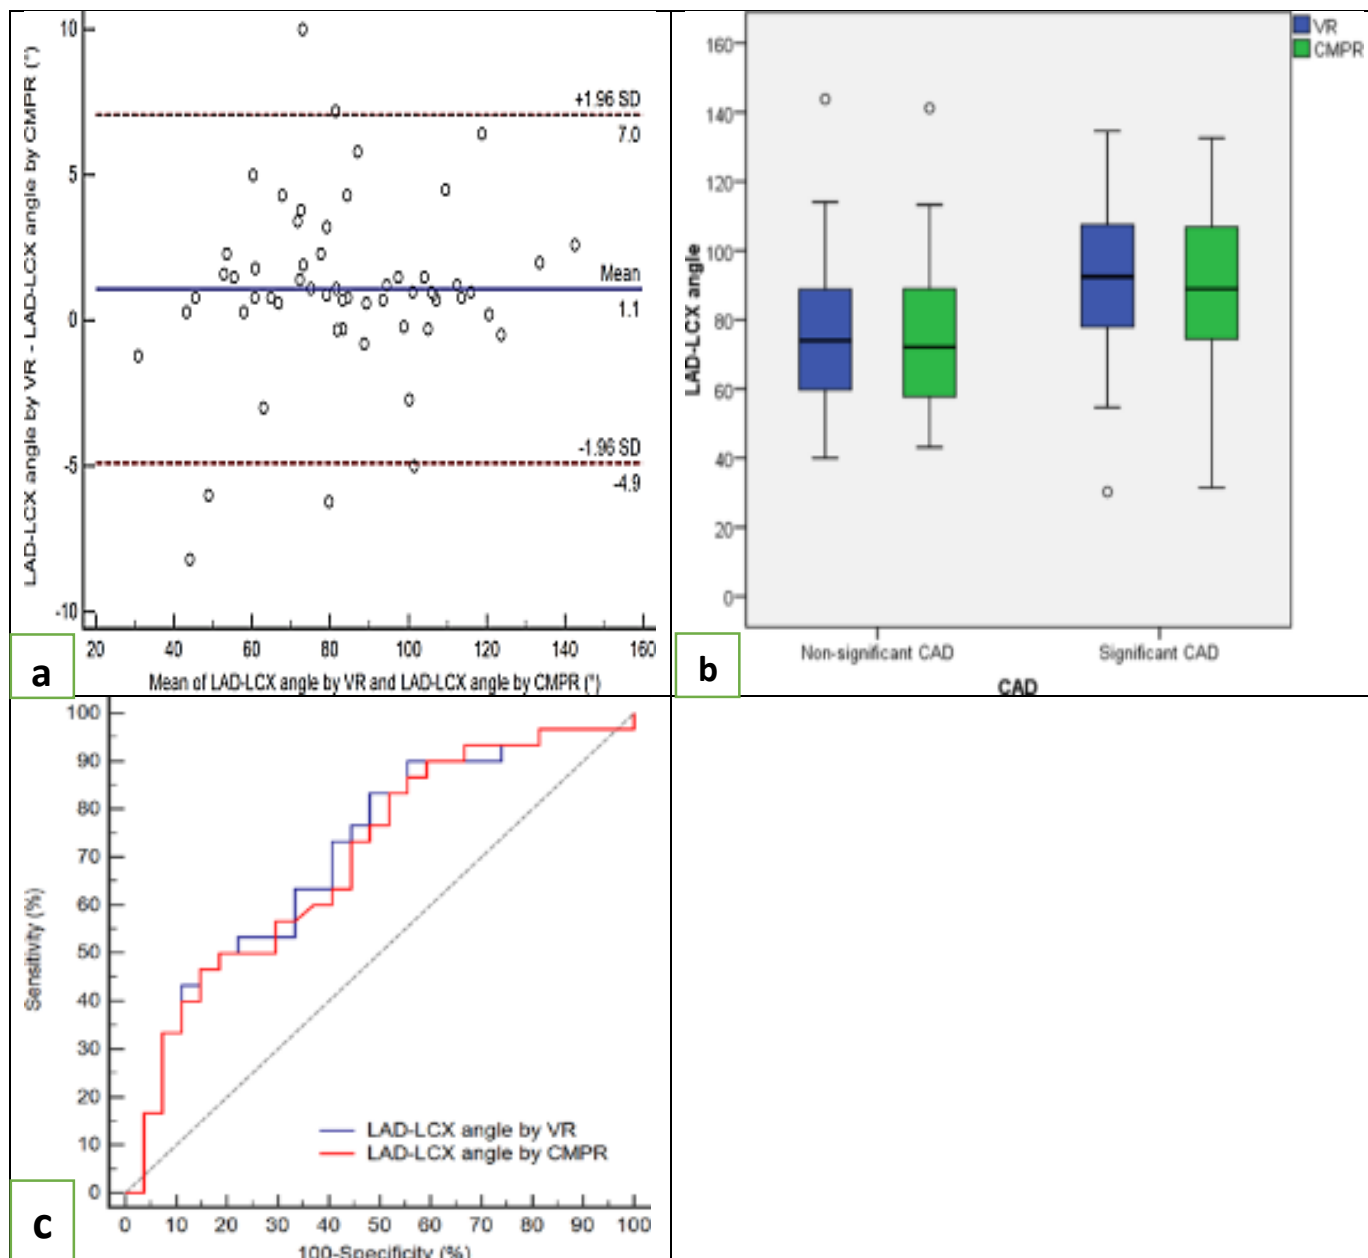 LAD-LCX angle by VR - LAD-LCX angle by CMPR (°)
10
5
0
-5
-10
+1.96 SD
7.0
Mean
1.1
-1.96 SD
-4.9
20 40 60 80 100 120 140 160
Mean of LAD-LCX angle by VR and LAD-LCX angle by CMPR (°)
a
VR
CMPR
LAD-LCX angle
160
140
120
100
80
60
40
20
0
Non-significant CAD Significant CAD
CAD
b
Sensitivity (%)
100
90
80
70
60
50
40
30
20
10
0
LAD-LCX angle by VR
LAD-LCX angle by CMPR
0 10 20 30 40 50 60 70 80 90 100
100-Specificity (%)
c